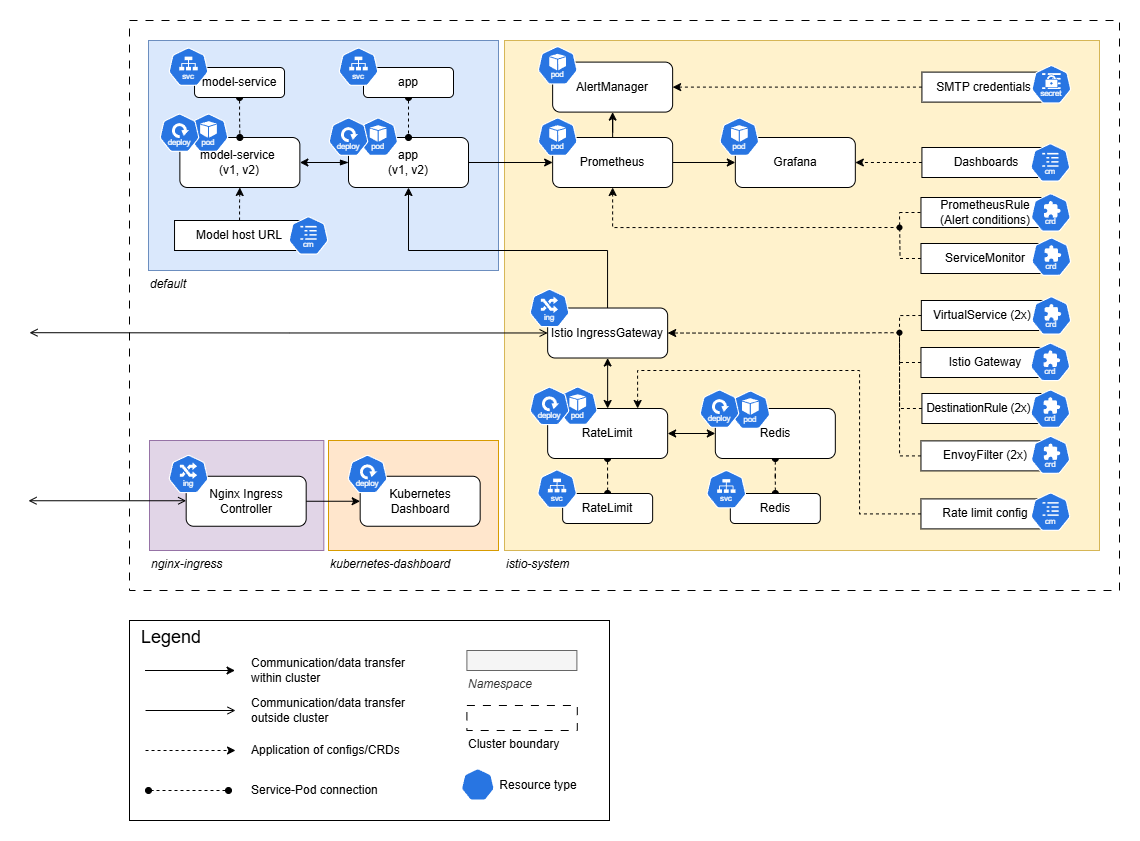 svc
model-service
svc
app
deploy
pod
model-service
(v1, v2)
deploy
pod
app
(v1, v2)
Model host URL
cm
default
pod
AlertManager
SMTP credentials
secret
pod
Prometheus
pod
Grafana
Dashboards
cm
PrometheusRule
(Alert conditions)
crd
ServiceMonitor
crd
ing
Istio IngressGateway
VirtualService (2x)
crd
Istio Gateway
crd
DestinationRule (2x)
crd
EnvoyFilter (2x)
crd
deploy
pod
RateLimit
deploy
pod
Redis
svc
RateLimit
svc
Redis
Rate limit config
cm
ing
Nginx Ingress
Controller
deploy
Kubernetes
Dashboard
nginx-ingress
kubernetes-dashboard
istio-system
Legend
Communication/data transfer
within cluster
Communication/data transfer
outside cluster
Application of configs/CRDs
Service-Pod connection
Namespace
Cluster boundary
Resource type